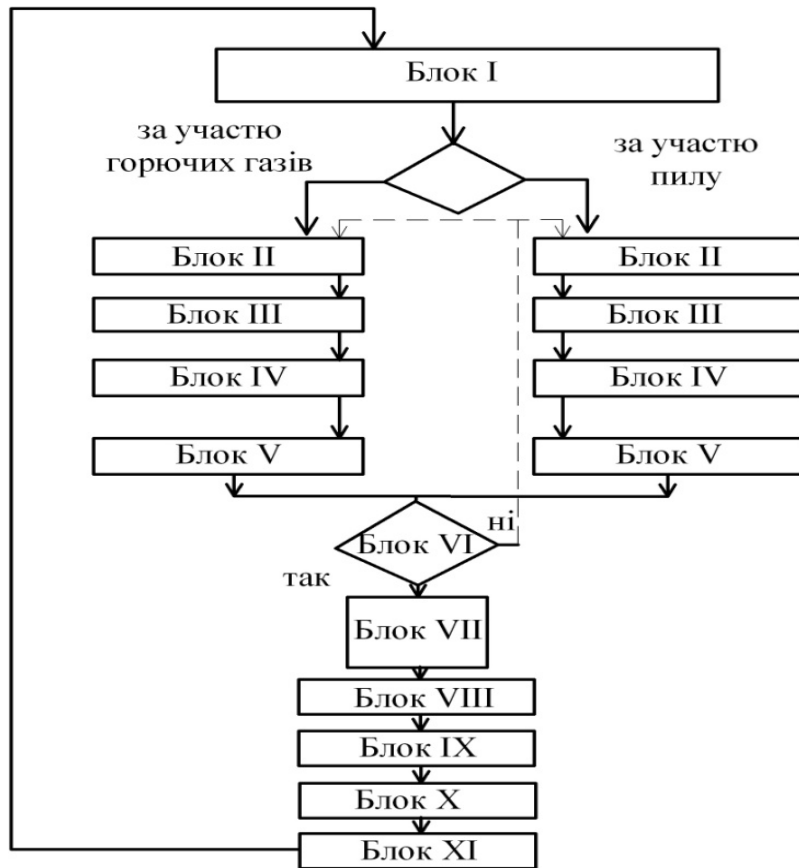 Блок I
за участю
горючих газів
за участю
пилу
Блок II
Блок II
Блок III
Блок III
Блок IV
Блок IV
Блок V
Блок V
ні
Блок VI
так
Блок VII
Блок VIII
Блок IX
Блок X
Блок XI